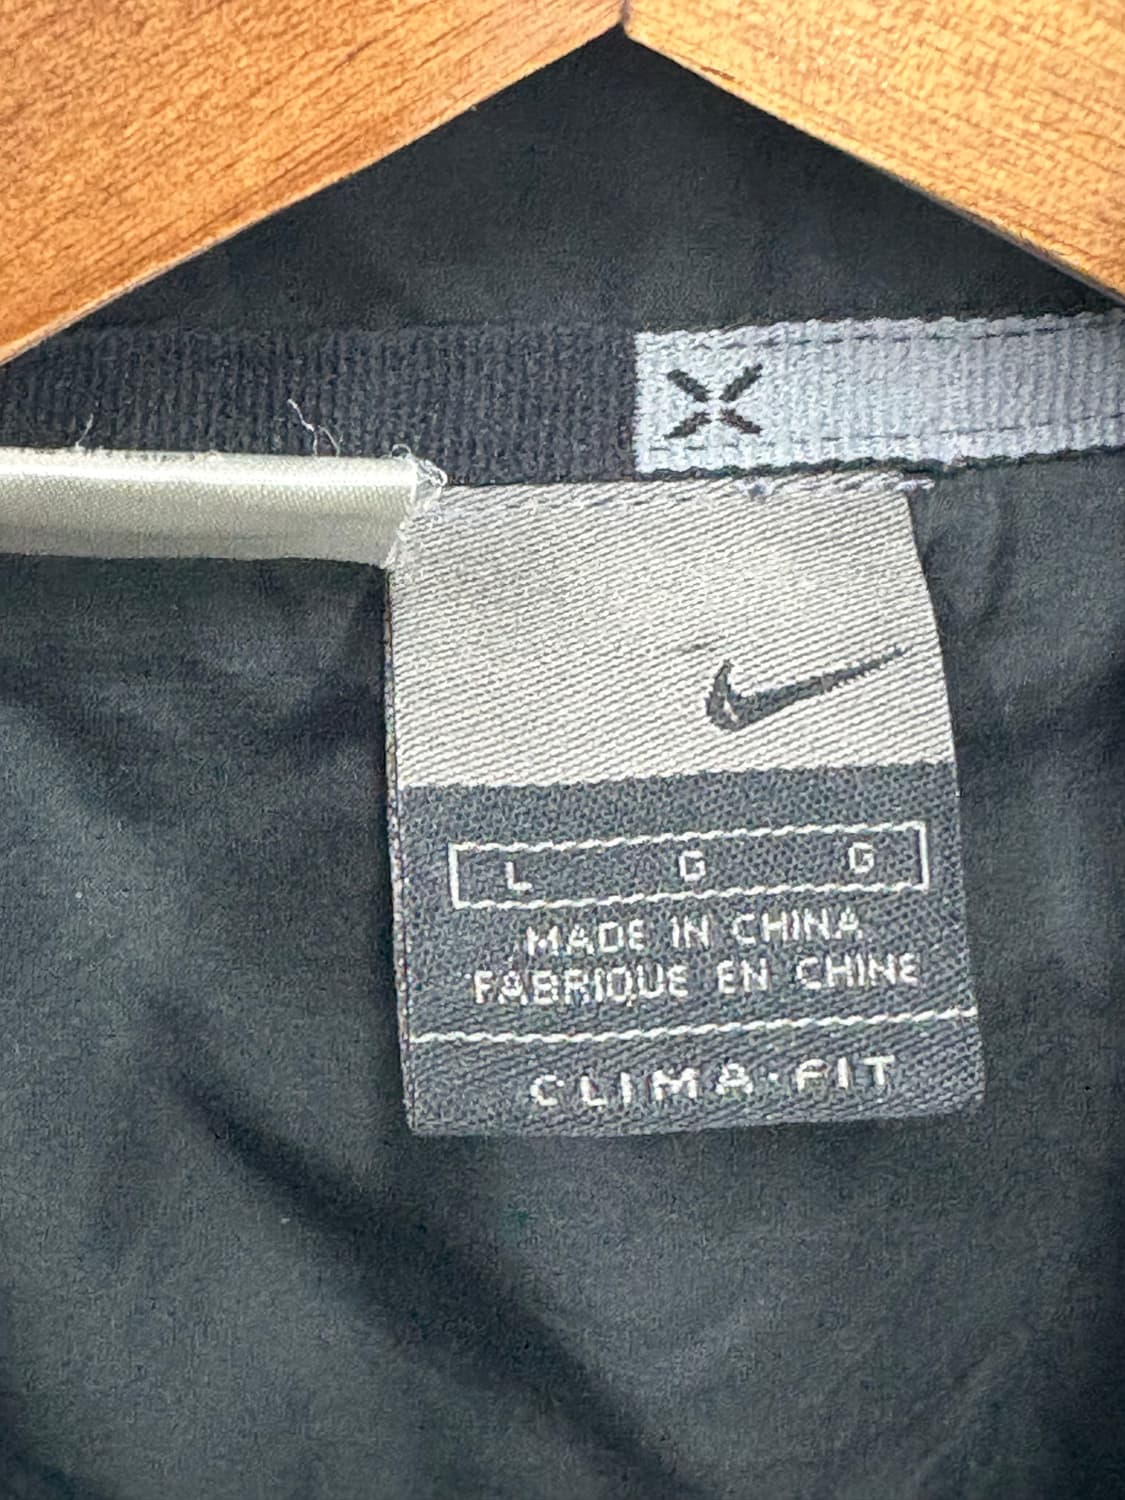 L G G
MADE IN CHINA
FABRIQUE EN CHINE
CLIMA·FIT